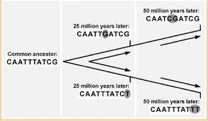 50 million years later:
CAATCGATCG
25 million years later:
CAATTGATCG
Common ancestor:
CAATTTATCG
25 million years later:
CAATTTATCT
50 million years later:
CAATTTATTT